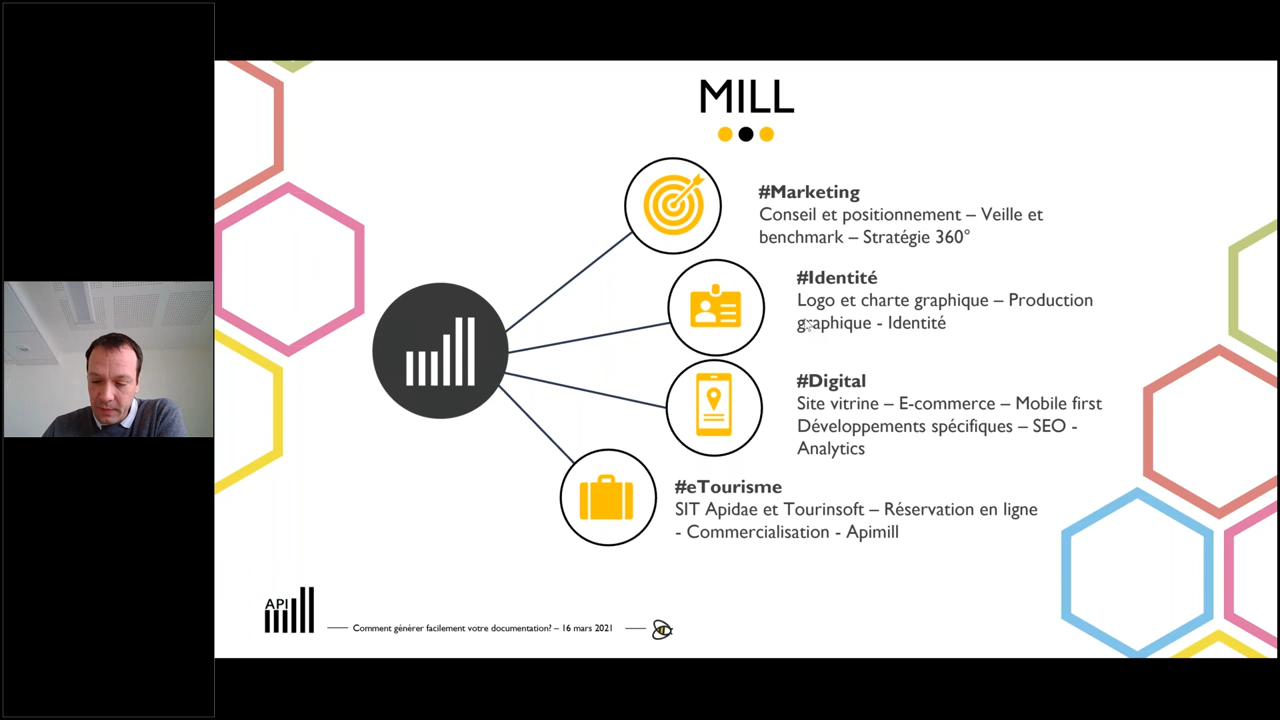 MILL
#Marketing
Conseil et positionnement – Veille et
benchmark – Stratégie 360°
#Identité
Logo et charte graphique – Production
graphique - Identité
#Digital
Site vitrine – E-commerce – Mobile first
Développements spécifiques – SEO -
Analytics
#eTourisme
SIT Apidae et Tourinsoft – Réservation en ligne
- Commercialisation - Apimill
API
Comment générer facilement votre documentation? – 16 mars 2021